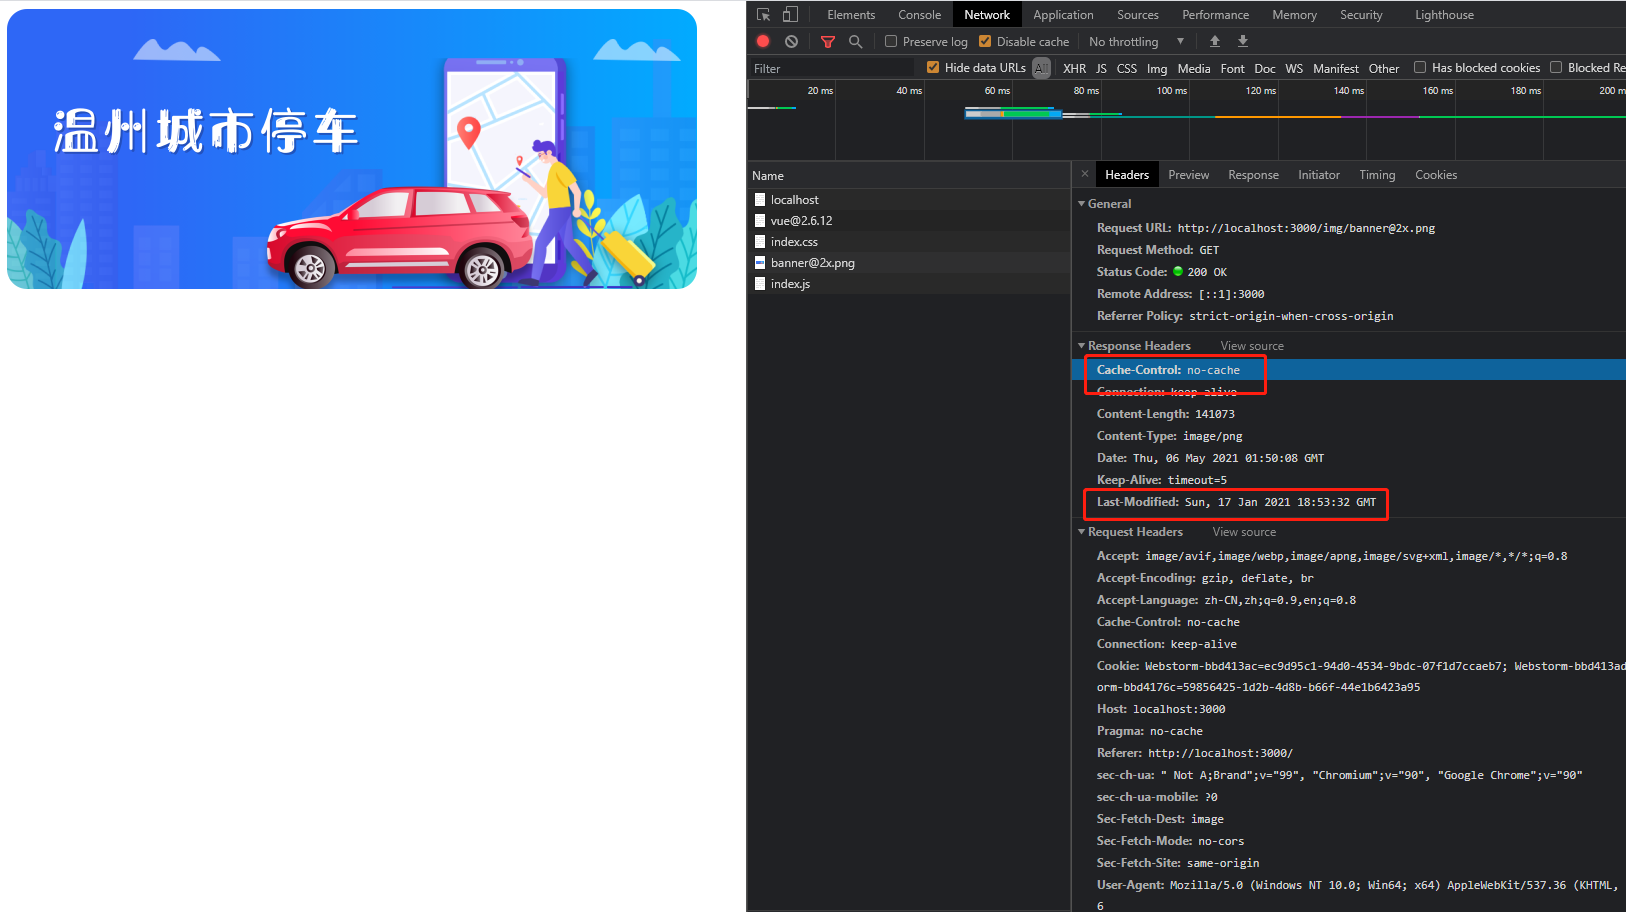 温州城市停车
Elements Console Network Application Sources Performance Memory Security Lighthouse
Preserve log Disable cache No throttling
Filter Hide data URLs All XHR JS CSS Img Media Font Doc WS Manifest Other Has blocked cookies Blocked Re
20 ms 40 ms 60 ms 80 ms 100 ms 120 ms 140 ms 160 ms 180 ms 200 m
Name
localhost
vue@2.6.12
index.css
banner@2x.png
index.js
× Headers Preview Response Initiator Timing Cookies
General
Request URL: http://localhost:3000/img/banner@2x.png
Request Method: GET
Status Code: 200 OK
Remote Address: [::1]:3000
Referrer Policy: strict-origin-when-cross-origin
Response Headers View source
Cache-Control: no-cache
Connection: keep-alive
Content-Length: 141073
Content-Type: image/png
Date: Thu, 06 May 2021 01:50:08 GMT
Keep-Alive: timeout=5
Last-Modified: Sun, 17 Jan 2021 18:53:32 GMT
Request Headers View source
Accept: image/avif,image/webp,image/apng,image/svg+xml,image/*,*/*;q=0.8
Accept-Encoding: gzip, deflate, br
Accept-Language: zh-CN,zh;q=0.9,en;q=0.8
Cache-Control: no-cache
Connection: keep-alive
Cookie: Webstorm-bbd413ac=ec9d95c1-94d0-4534-9bdc-07f1d7ccaeb7; Webstorm-bbd413ad
orm-bbd4176c=59856425-1d2b-4d8b-b66f-44e1b6423a95
Host: localhost:3000
Pragma: no-cache
Referer: http://localhost:3000/
sec-ch-ua: " Not A;Brand";v="99", "Chromium";v="90", "Google Chrome";v="90"
sec-ch-ua-mobile: ?0
Sec-Fetch-Dest: image
Sec-Fetch-Mode: no-cors
Sec-Fetch-Site: same-origin
User-Agent: Mozilla/5.0 (Windows NT 10.0; Win64; x64) AppleWebKit/537.36 (KHTML,
6